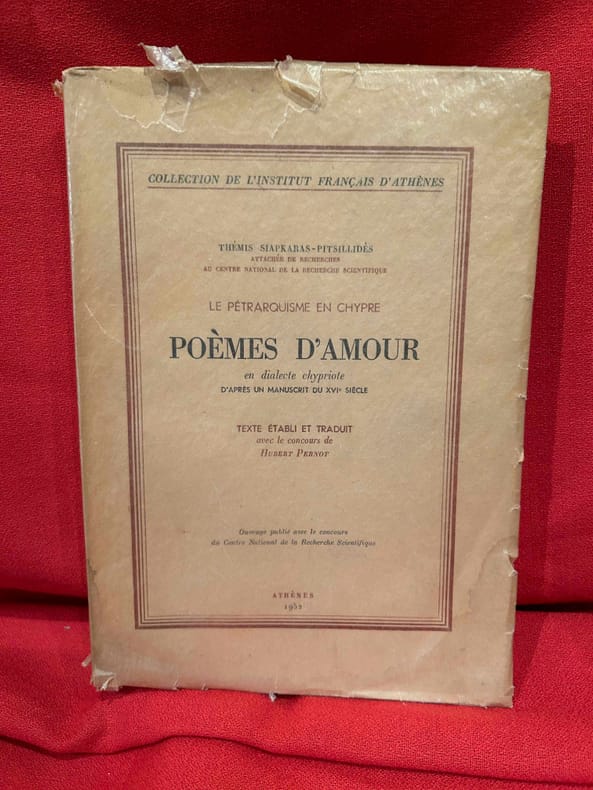 COLLECTION DE L'INSTITUT FRANÇAIS D'ATHÈNES
THÉMIS SIAPKARAS-PITSILLIDÈS
ATTACHÉE DE RECHERCHES
AU CENTRE NATIONAL DE LA RECHERCHE SCIENTIFIQUE
LE PÉTRARQUISME EN CHYPRE
POÈMES D'AMOUR
en dialecte chypriote
D'APRÈS UN MANUSCRIT DU XVIe SIÈCLE
TEXTE ÉTABLI ET TRADUIT
avec le concours de
HUBERT PERNOT
Ouvrage publié avec le concours
du Centre National de la Recherche Scientifique
ATHÈNES
1952